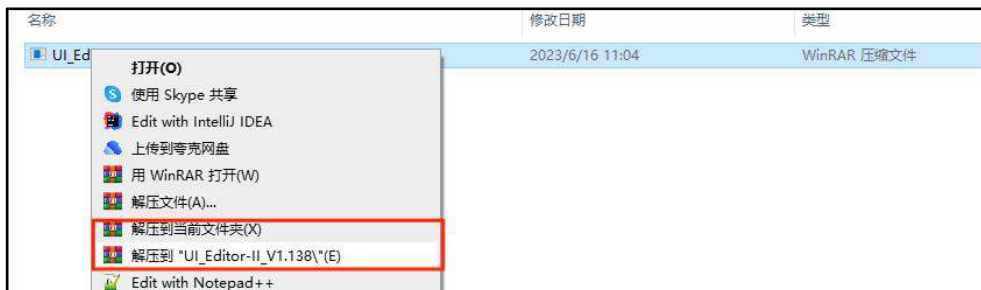 名称 修改日期 类型
UI_Ed 2023/6/16 11:04 WinRAR 压缩文件
打开(O)
使用 Skype 共享
Edit with IntelliJ IDEA
上传到夸克网盘
用 WinRAR 打开(W)
解压文件(A)...
解压到当前文件夹(X)
解压到 "UI_Editor-II_V1.138\"(E)
Edit with Notepad++